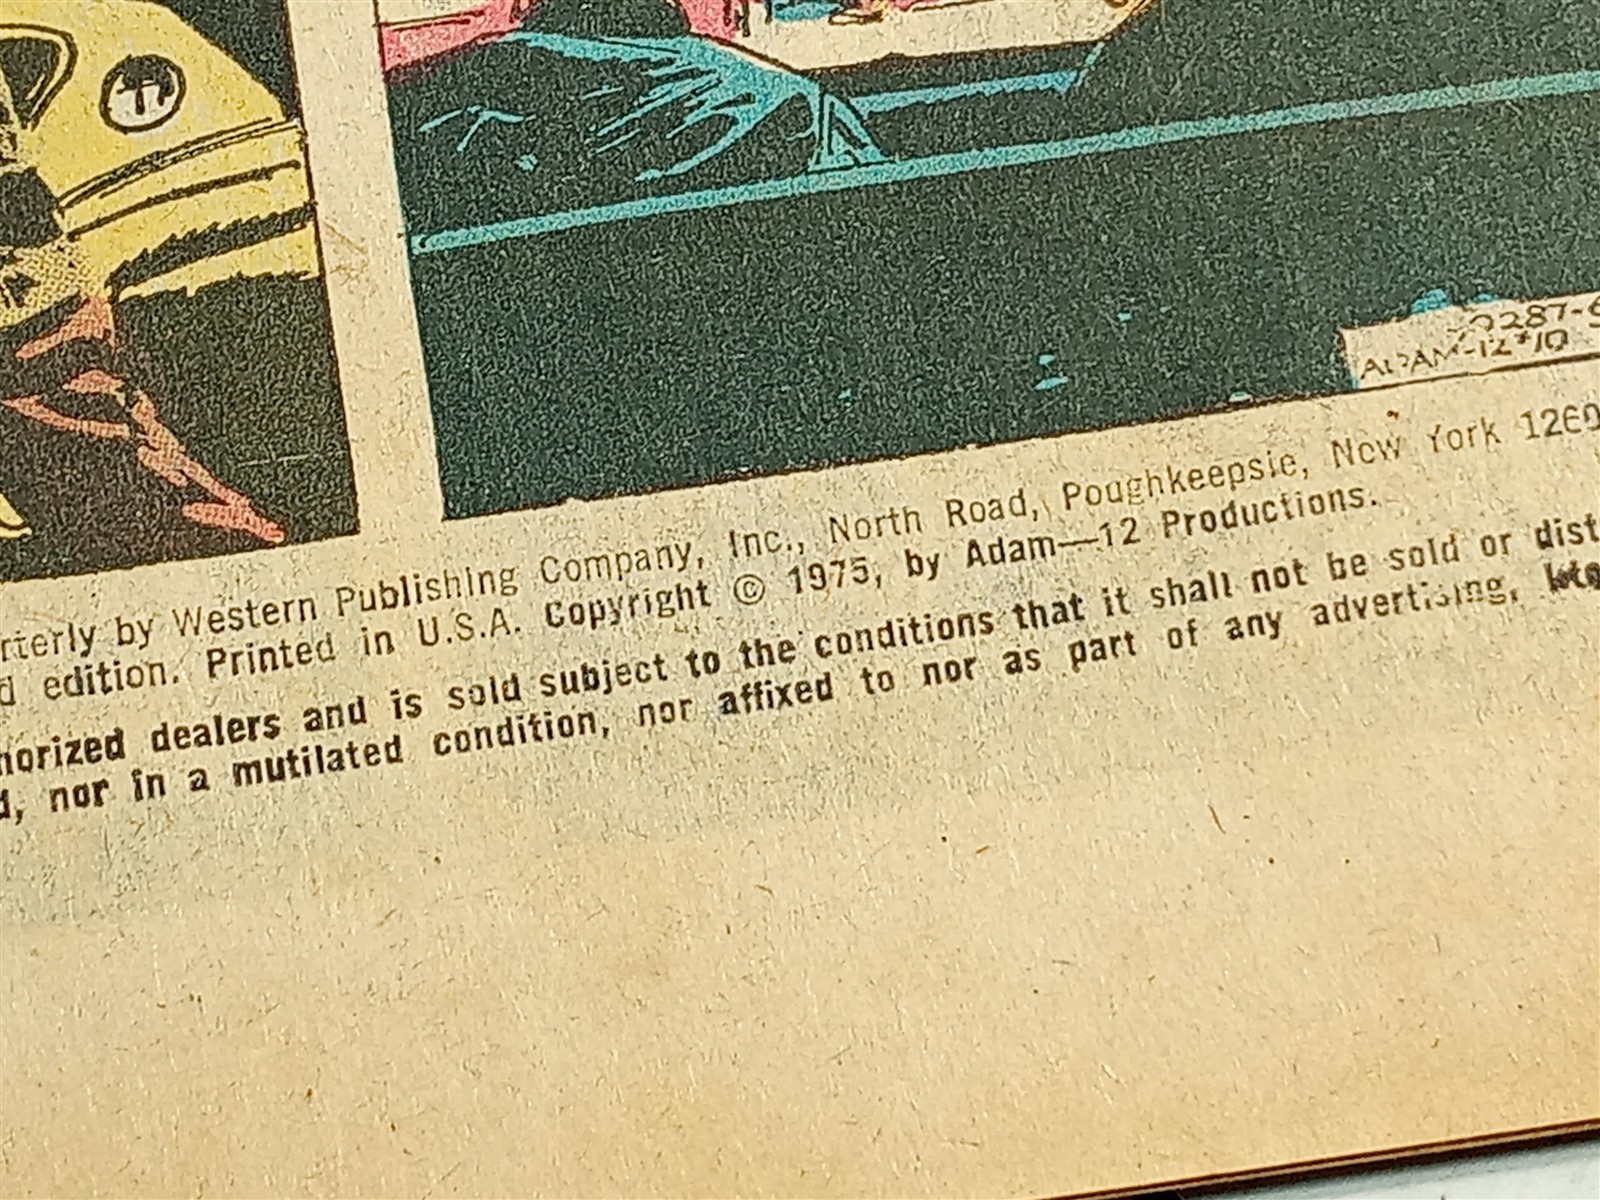 0287-
ADAM-12 #10
rterly by Western Publishing Company, Inc., North Road, Poughkeepsie, New York 1260
d edition. Printed in U.S.A. Copyright © 1975, by Adam—12 Productions.
horized dealers and is sold subject to the conditions that it shall not be sold or dist
d, nor in a mutilated condition, nor affixed to nor as part of any advertising,